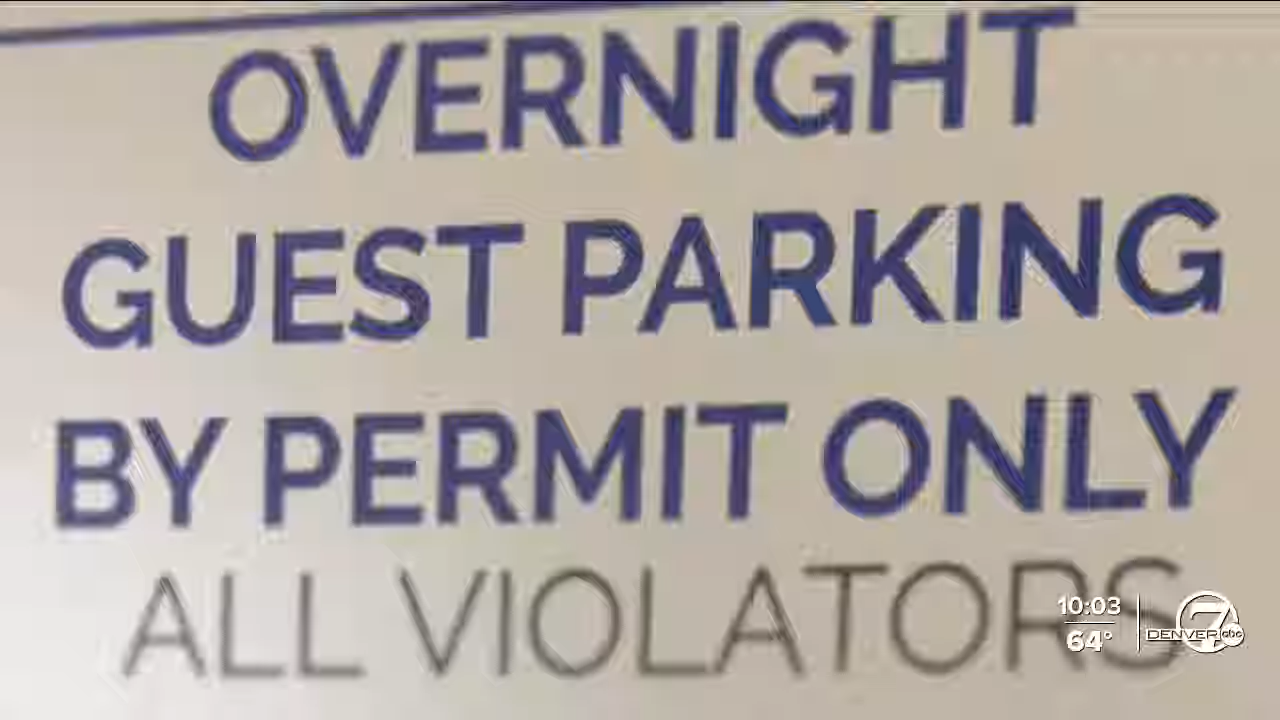 OVERNIGHT
GUEST PARKING
BY PERMIT ONLY
ALL VIOLATORS
10:03
64°
DENVER 7 abc